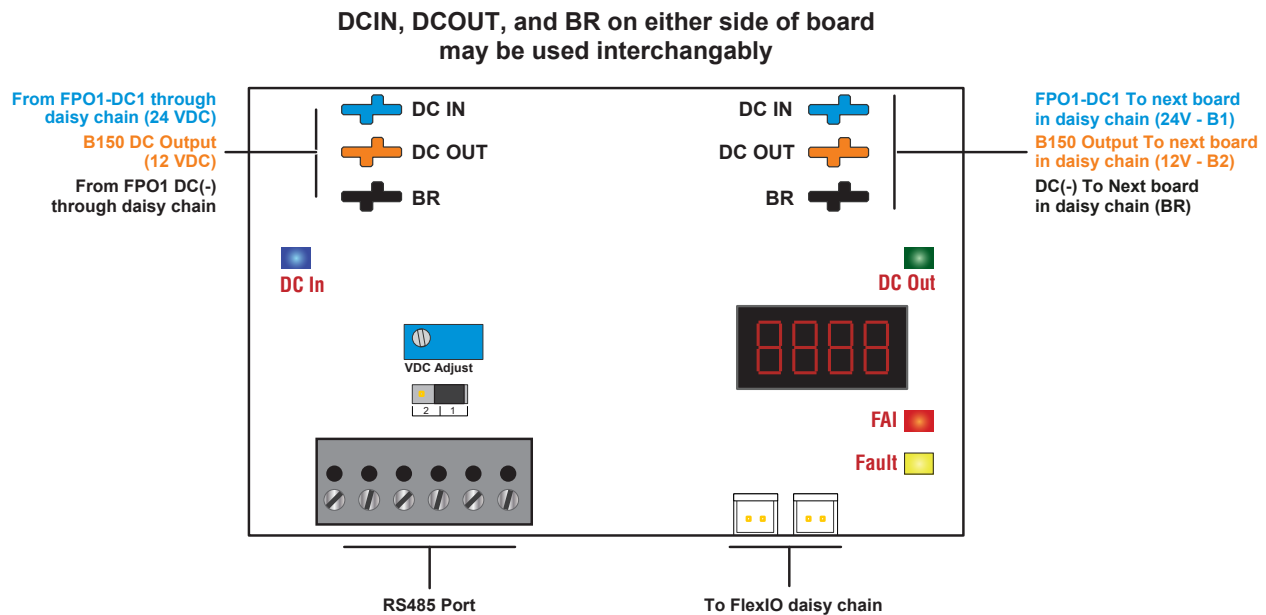 DCIN, DCOUT, and BR on either side of board
may be used interchangably
From FPO1-DC1 through
daisy chain (24 VDC)
B150 DC Output
(12 VDC)
From FPO1 DC(-)
through daisy chain
DC IN
DC OUT
BR
DC IN
DC OUT
BR
FPO1-DC1 To next board
in daisy chain (24V - B1)
B150 Output To next board
in daisy chain (12V - B2)
DC(-) To Next board
in daisy chain (BR)
DC In
DC Out
8888
VDC Adjust
2 1
FAI
Fault
RS485 Port
To FlexIO daisy chain